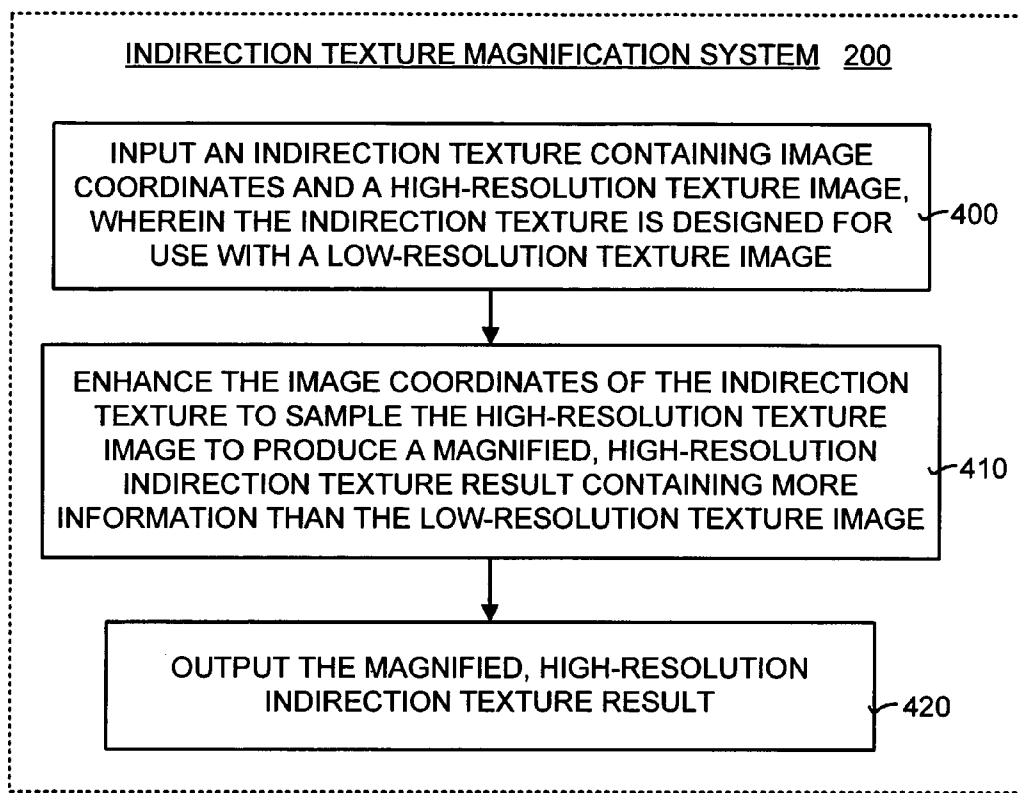 INDIRECTION TEXTURE MAGNIFICATION SYSTEM 200
INPUT AN INDIRECTION TEXTURE CONTAINING IMAGE
COORDINATES AND A HIGH-RESOLUTION TEXTURE IMAGE,
WHEREIN THE INDIRECTION TEXTURE IS DESIGNED FOR
USE WITH A LOW-RESOLUTION TEXTURE IMAGE
400
ENHANCE THE IMAGE COORDINATES OF THE INDIRECTION
TEXTURE TO SAMPLE THE HIGH-RESOLUTION TEXTURE
IMAGE TO PRODUCE A MAGNIFIED, HIGH-RESOLUTION
INDIRECTION TEXTURE RESULT CONTAINING MORE
INFORMATION THAN THE LOW-RESOLUTION TEXTURE IMAGE
410
OUTPUT THE MAGNIFIED, HIGH-RESOLUTION
INDIRECTION TEXTURE RESULT
420